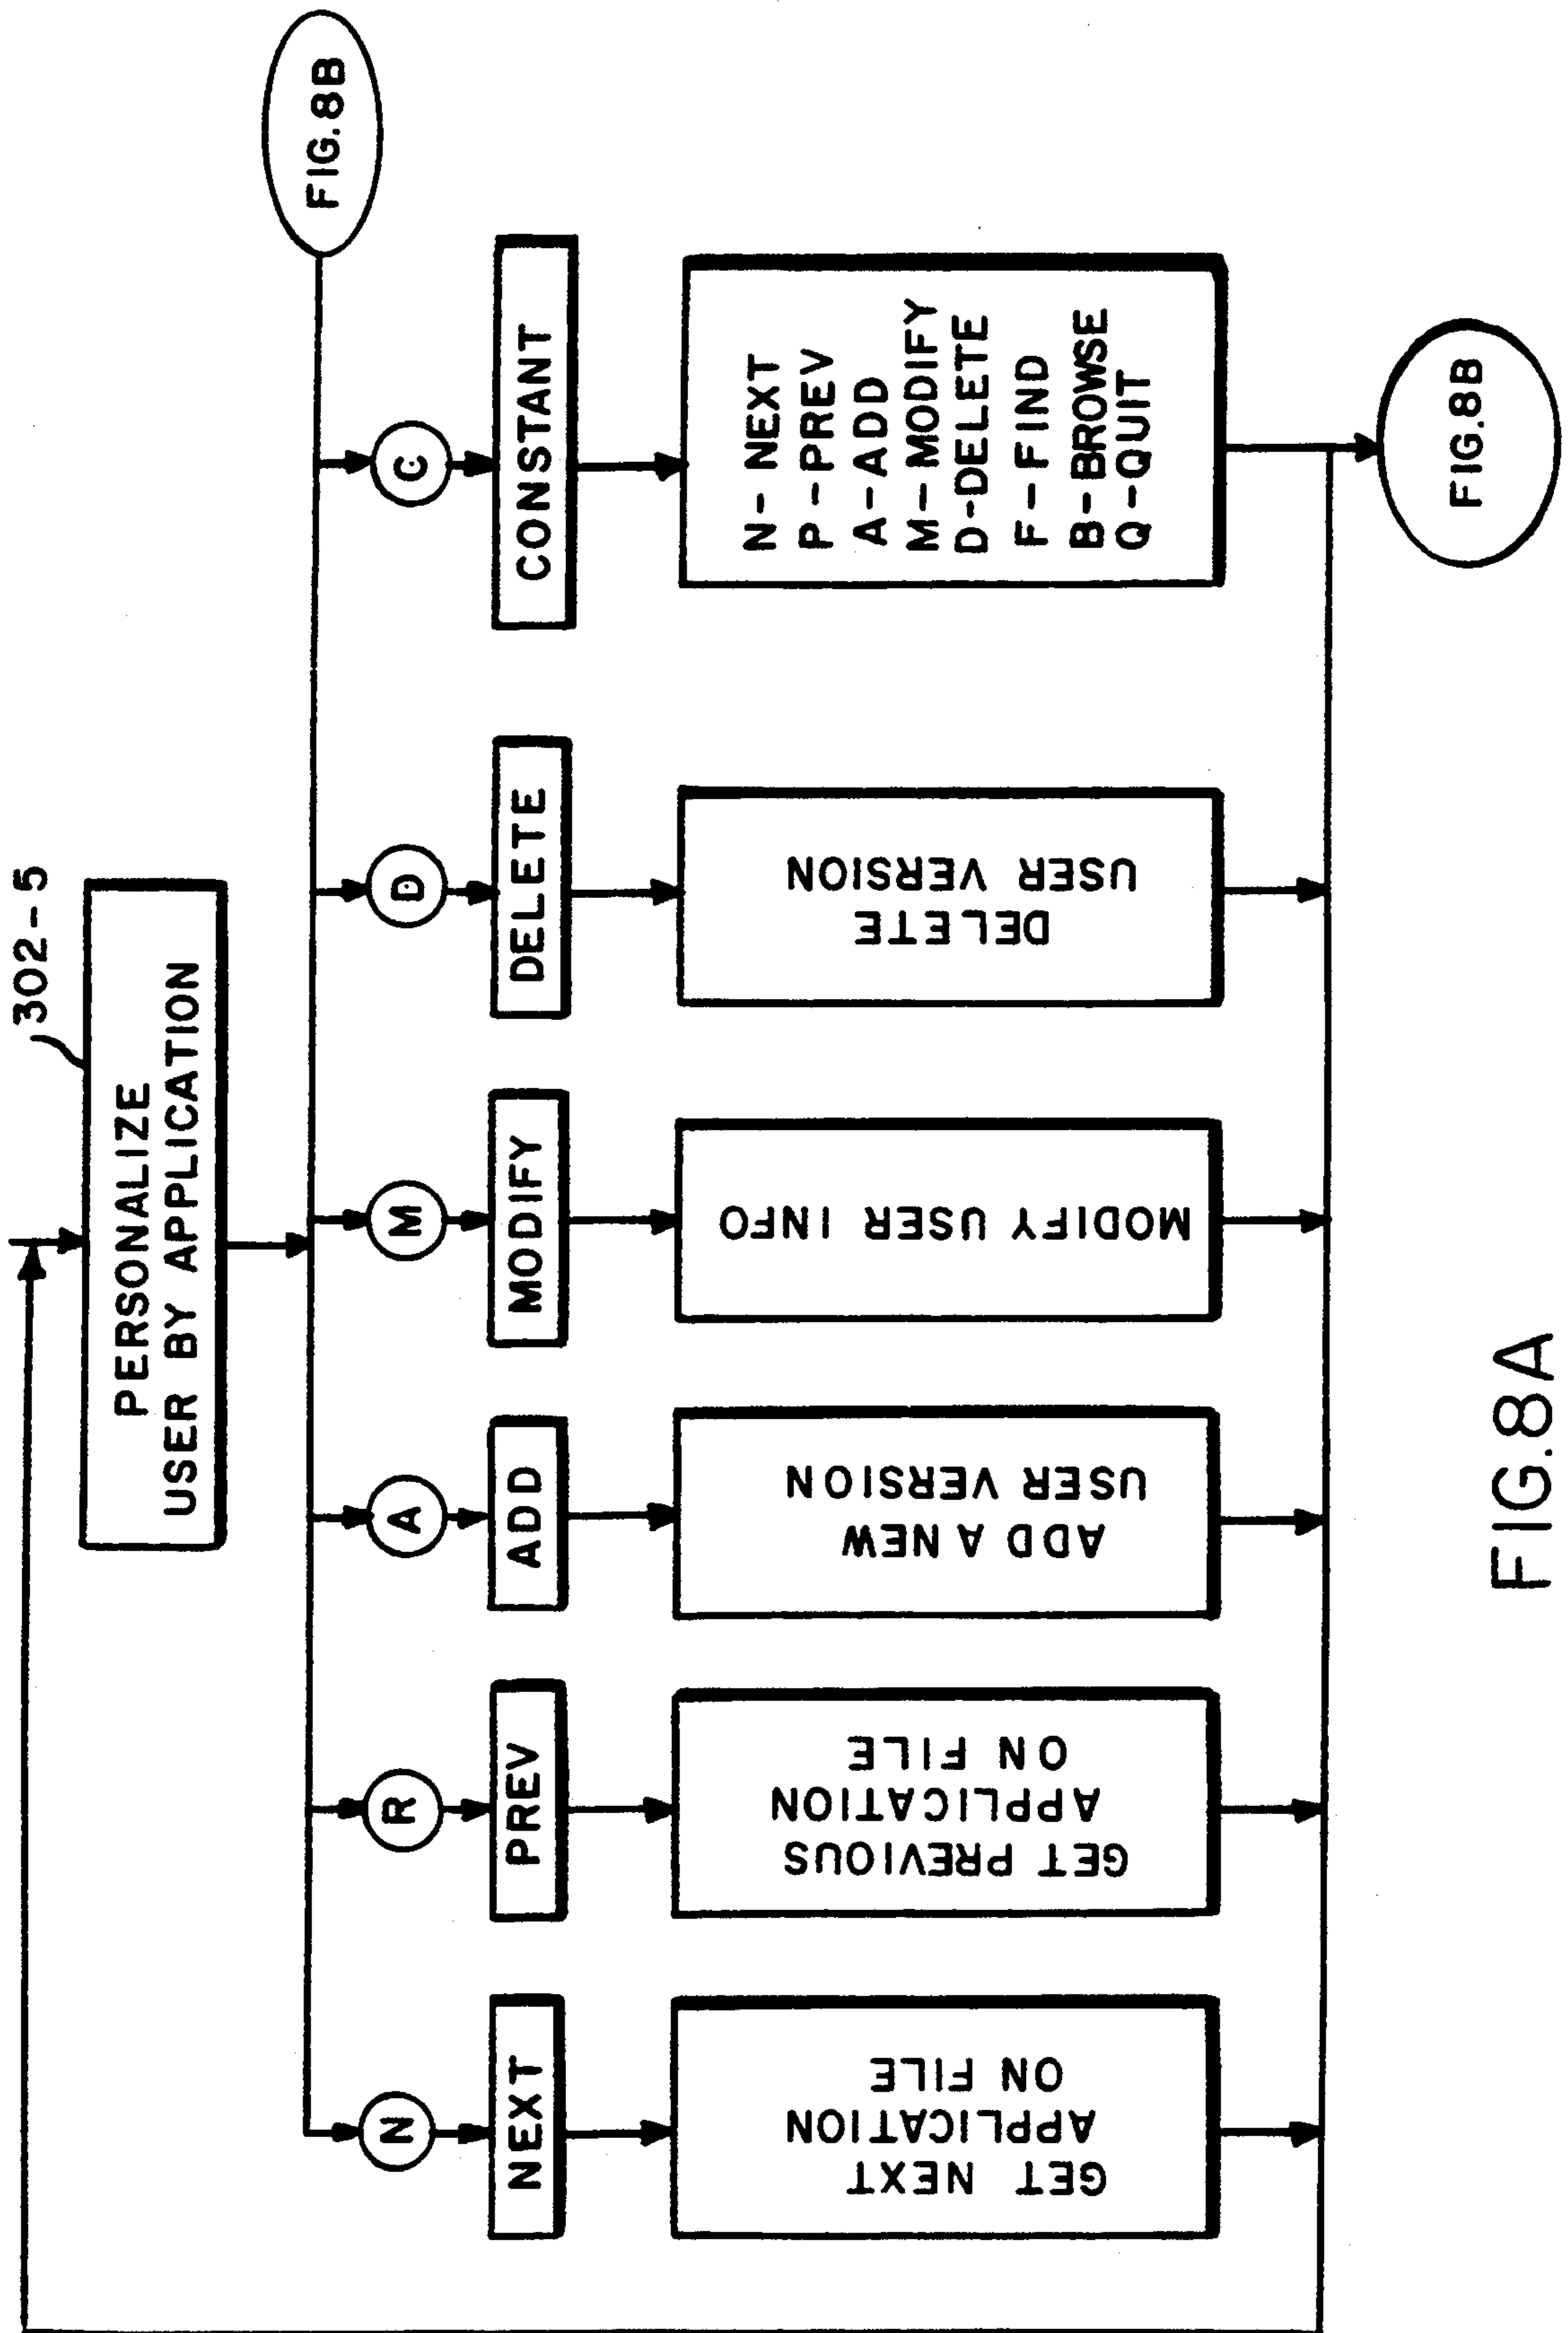 302-5
PERSONALIZE
USER BY APPLICATION
FIG.8B
N
R
A
M
D
C
NEXT
PREV
ADD
MODIFY
DELETE
CONSTANT
GET NEXT
APPLICATION
ON FILE
GET PREVIOUS
APPLICATION
ON FILE
ADD A NEW
USER VERSION
MODIFY USER INFO
DELETE
USER VERSION
N-NEXT
P-PREV
A-ADD
M-MODIFY
D-DELETE
F-FIND
B-BROWSE
Q-QUIT
FIG.8B
FIG.8A